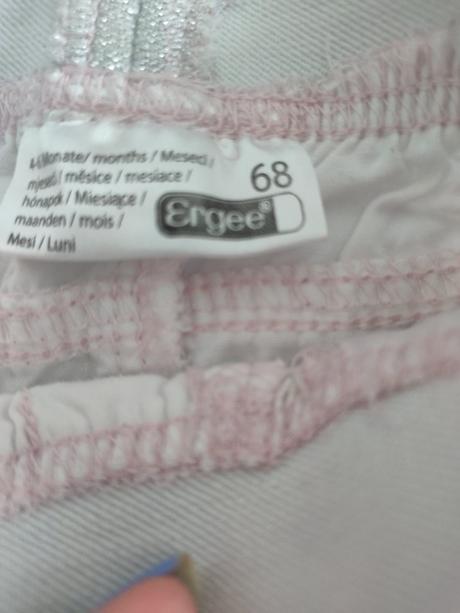 Monate/ months / Meseci /
/ měsíce / mesiace /
hónapok / Miesiące /
maanden / mois /
Mesi / Luni
68
Ergee®